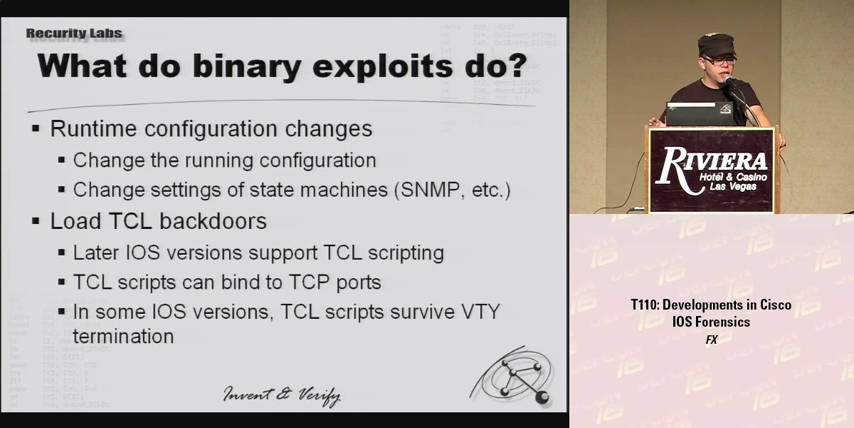 Recurity Labs
What do binary exploits do?
▪ Runtime configuration changes
▪ Change the running configuration
▪ Change settings of state machines (SNMP, etc.)
▪ Load TCL backdoors
▪ Later IOS versions support TCL scripting
▪ TCL scripts can bind to TCP ports
▪ In some IOS versions, TCL scripts survive VTY
termination
Invent & Verify
RIVIERA
Hotel & Casino
Las Vegas
T110: Developments in Cisco
IOS Forensics
FX